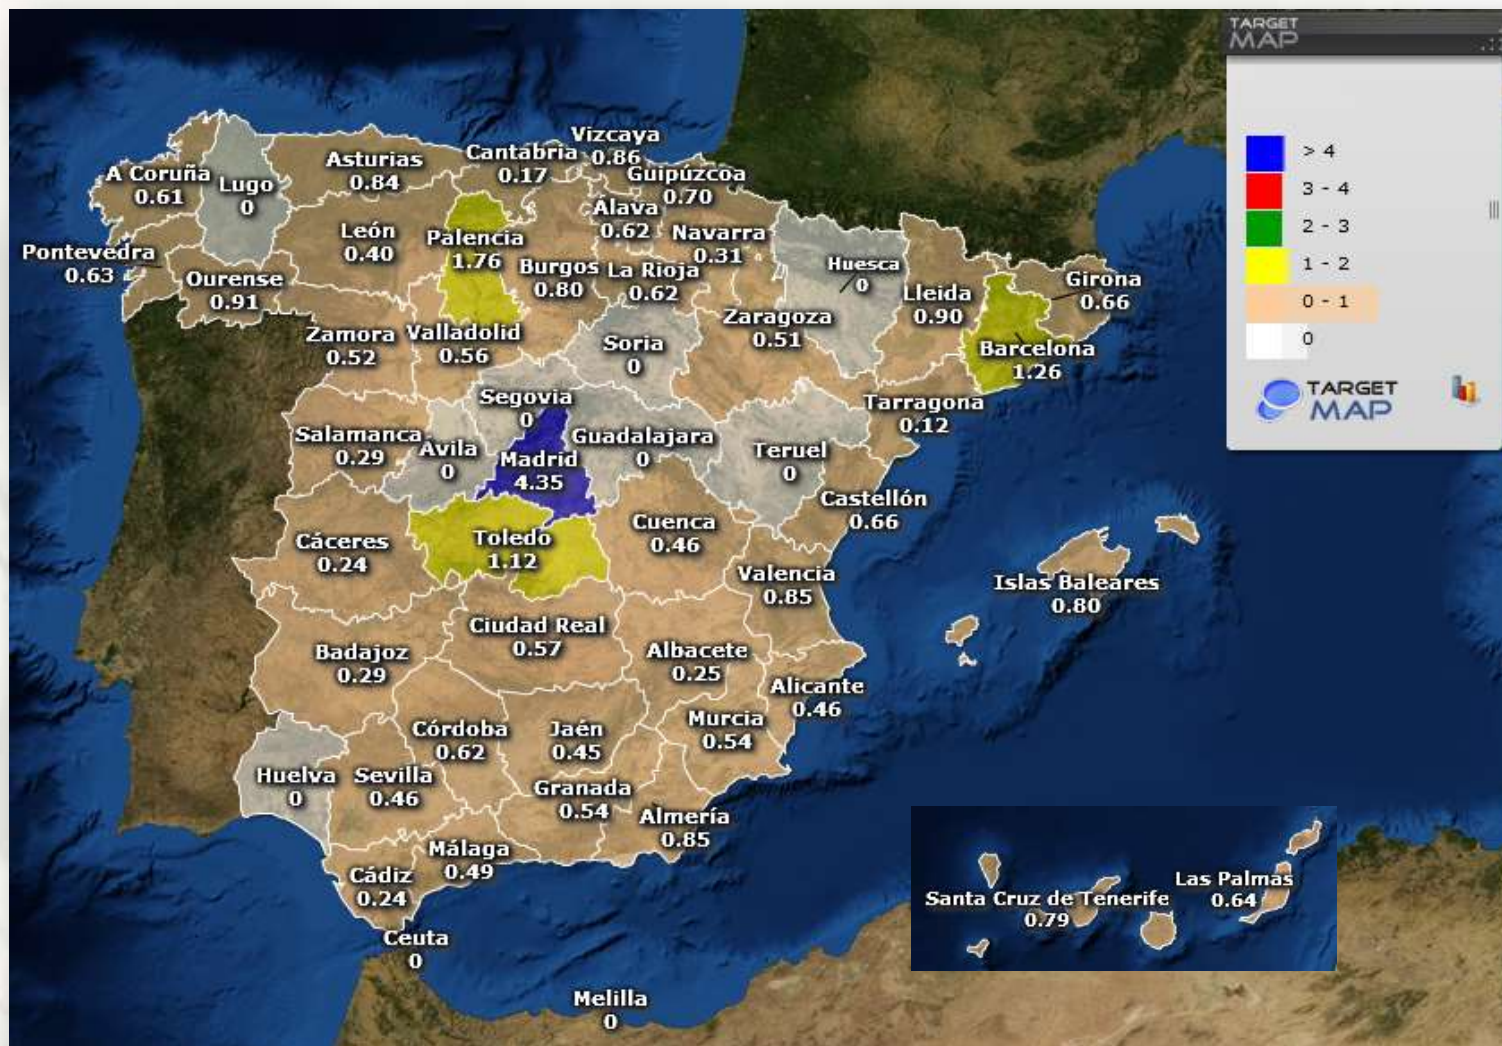 TARGET
MAP
> 4
3 - 4
2 - 3
1 - 2
0 - 1
0
TARGET
MAP
Vizcaya
0.86
Cantabria
0.17
Asturias
0.84
A Coruña
0.61
Lugo
0
Guipúzcoa
0.70
Álava
0.62
Navarra
0.31
León
0.40
Palencia
1.76
Pontevedra
0.63
Ourense
0.91
Burgos
0.80
La Rioja
0.62
Huesca
0
Lleida
0.90
Girona
0.66
Zamora
0.52
Valladolid
0.56
Soria
0
Zaragoza
0.51
Barcelona
1.26
Segovia
0
Tarragona
0.12
Salamanca
0.29
Ávila
0
Madrid
4.35
Guadalajara
0
Teruel
0
Castellón
0.66
Cáceres
0.24
Toledo
1.12
Cuenca
0.46
Valencia
0.85
Islas Baleares
0.80
Badajoz
0.29
Ciudad Real
0.57
Albacete
0.25
Alicante
0.46
Córdoba
0.62
Jaén
0.45
Murcia
0.54
Huelva
0
Sevilla
0.46
Granada
0.54
Almería
0.85
Málaga
0.49
Cádiz
0.24
Ceuta
0
Melilla
0
Santa Cruz de Tenerife
0.79
Las Palmas
0.64